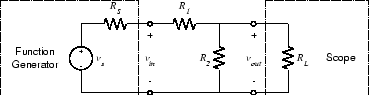 R_S R_1
+ +
Function Generator + - v_s v_in R_2 v_out R_L Scope
- -